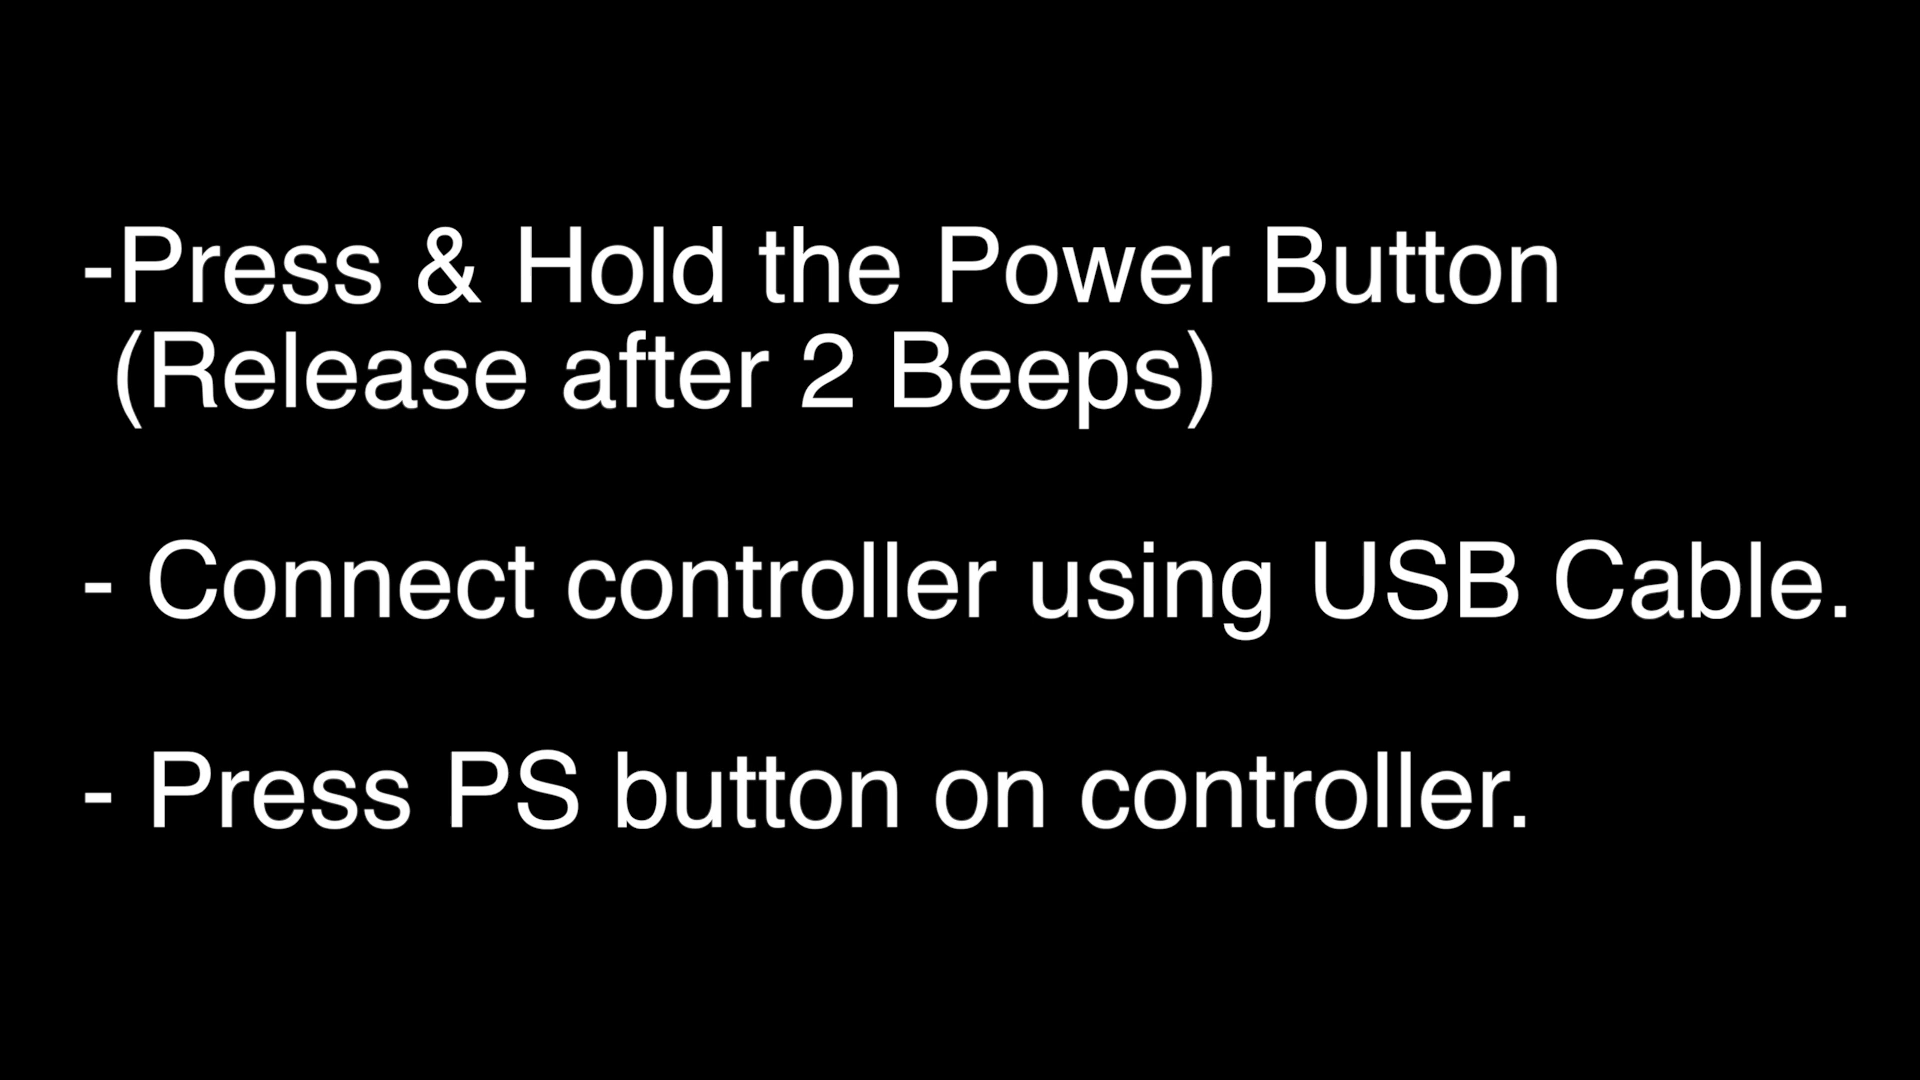 -Press & Hold the Power Button
(Release after 2 Beeps)
- Connect controller using USB Cable.
- Press PS button on controller.